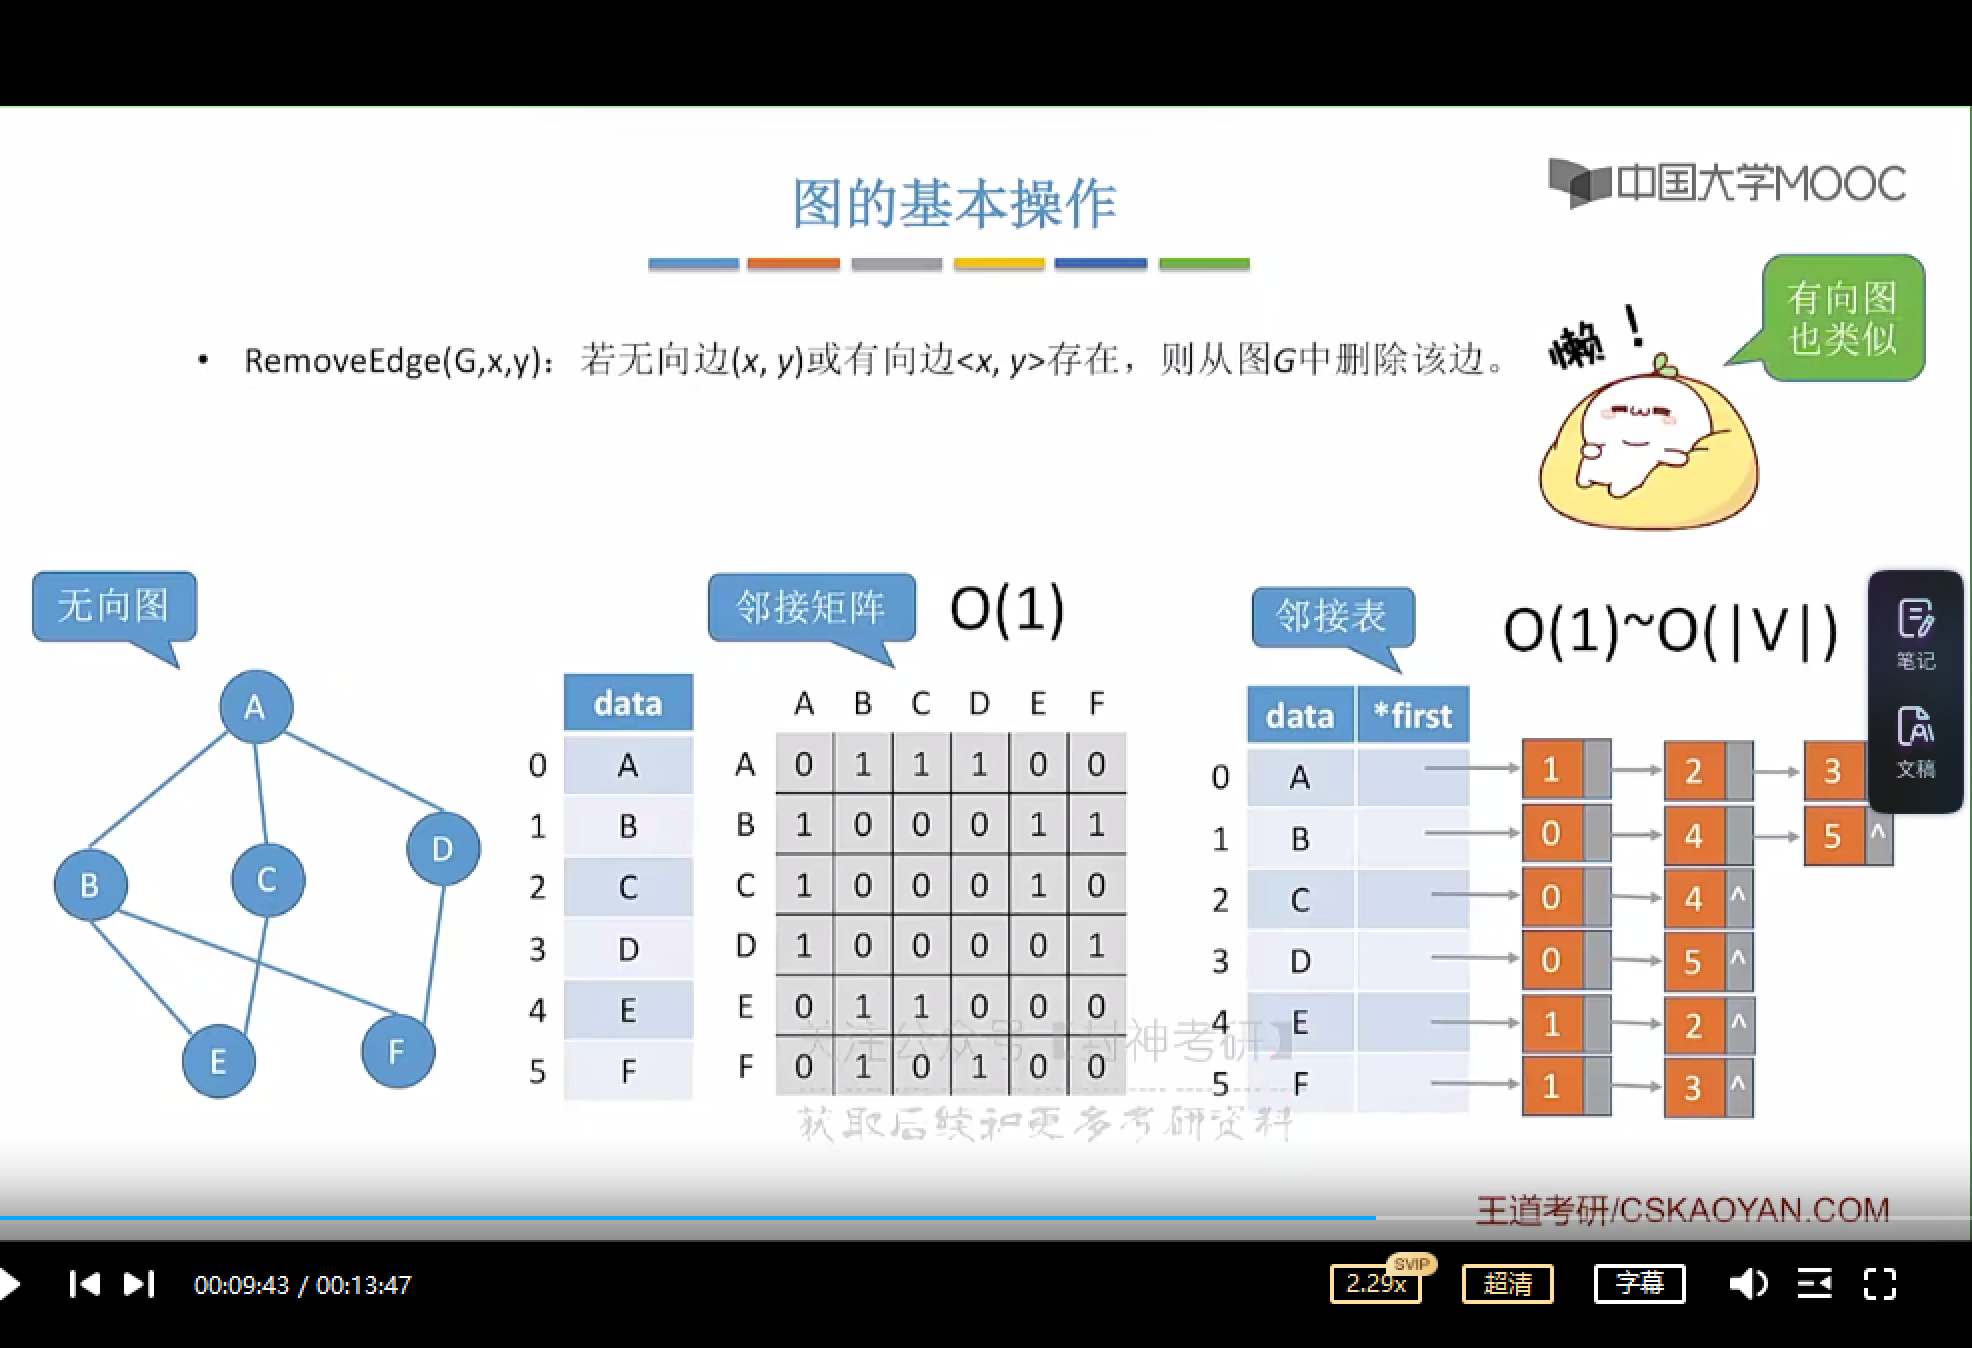 中国大学MOOC
图的基本操作
有向图
也类似
懒！
• RemoveEdge(G,x,y)：若无向边(x, y)或有向边<x, y>存在，则从图G中删除该边。
无向图
邻接矩阵 O(1)
邻接表 O(1)~O(|V|)
笔记
文稿
A
B C D
E F
data
0 A
1 B
2 C
3 D
4 E
5 F
A B C D E F
A 0 1 1 1 0 0
B 1 0 0 0 1 1
C 1 0 0 0 1 0
D 1 0 0 0 0 1
E 0 1 1 0 0 0
F 0 1 0 1 0 0
data *first
0 A 1 2 3
1 B 0 4 5 ^
2 C 0 4 ^
3 D 0 5 ^
4 E 1 2 ^
5 F 1 3 ^
关注公众号【封神考研】
获取后续和更多考研资料
王道考研/CSKAOYAN.COM
00:09:43 / 00:13:47
2.29x SVIP 超清 字幕